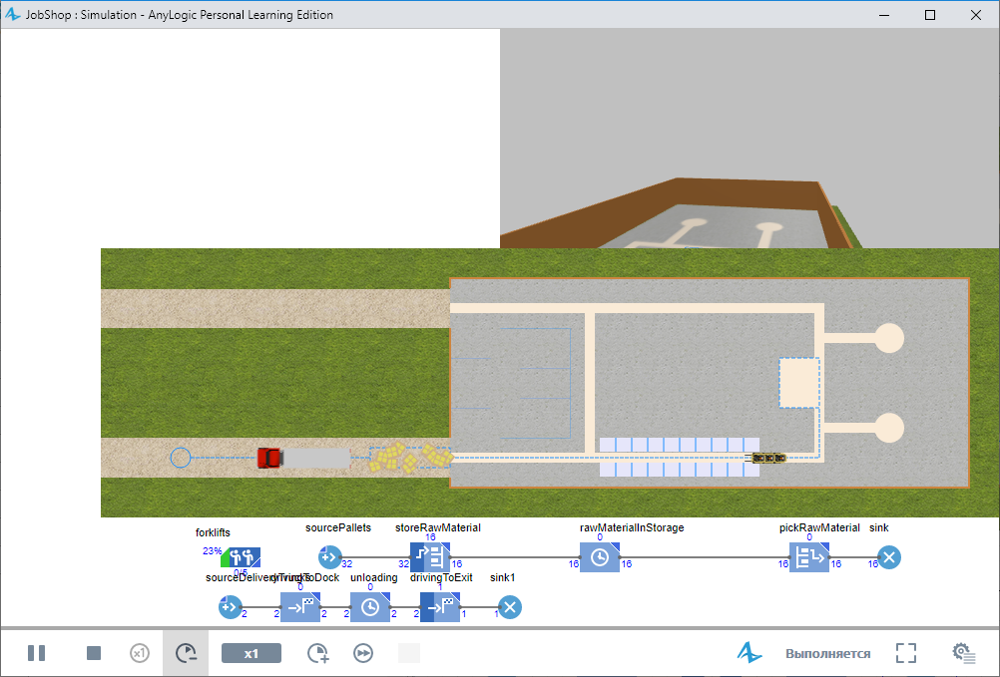 JobShop : Simulation - AnyLogic Personal Learning Edition
sourcePallets storeRawMaterial rawMaterialInStorage pickRawMaterial sink
forklifts 16 0 0
23%
32 32 16 16 16 16 16 16
0/5
sourceDeliveryTrucks drivingToDock unloading drivingToExit sink1
0 0 1
2 2 2 2 2 2 1 1
x1 x1 Выполняется